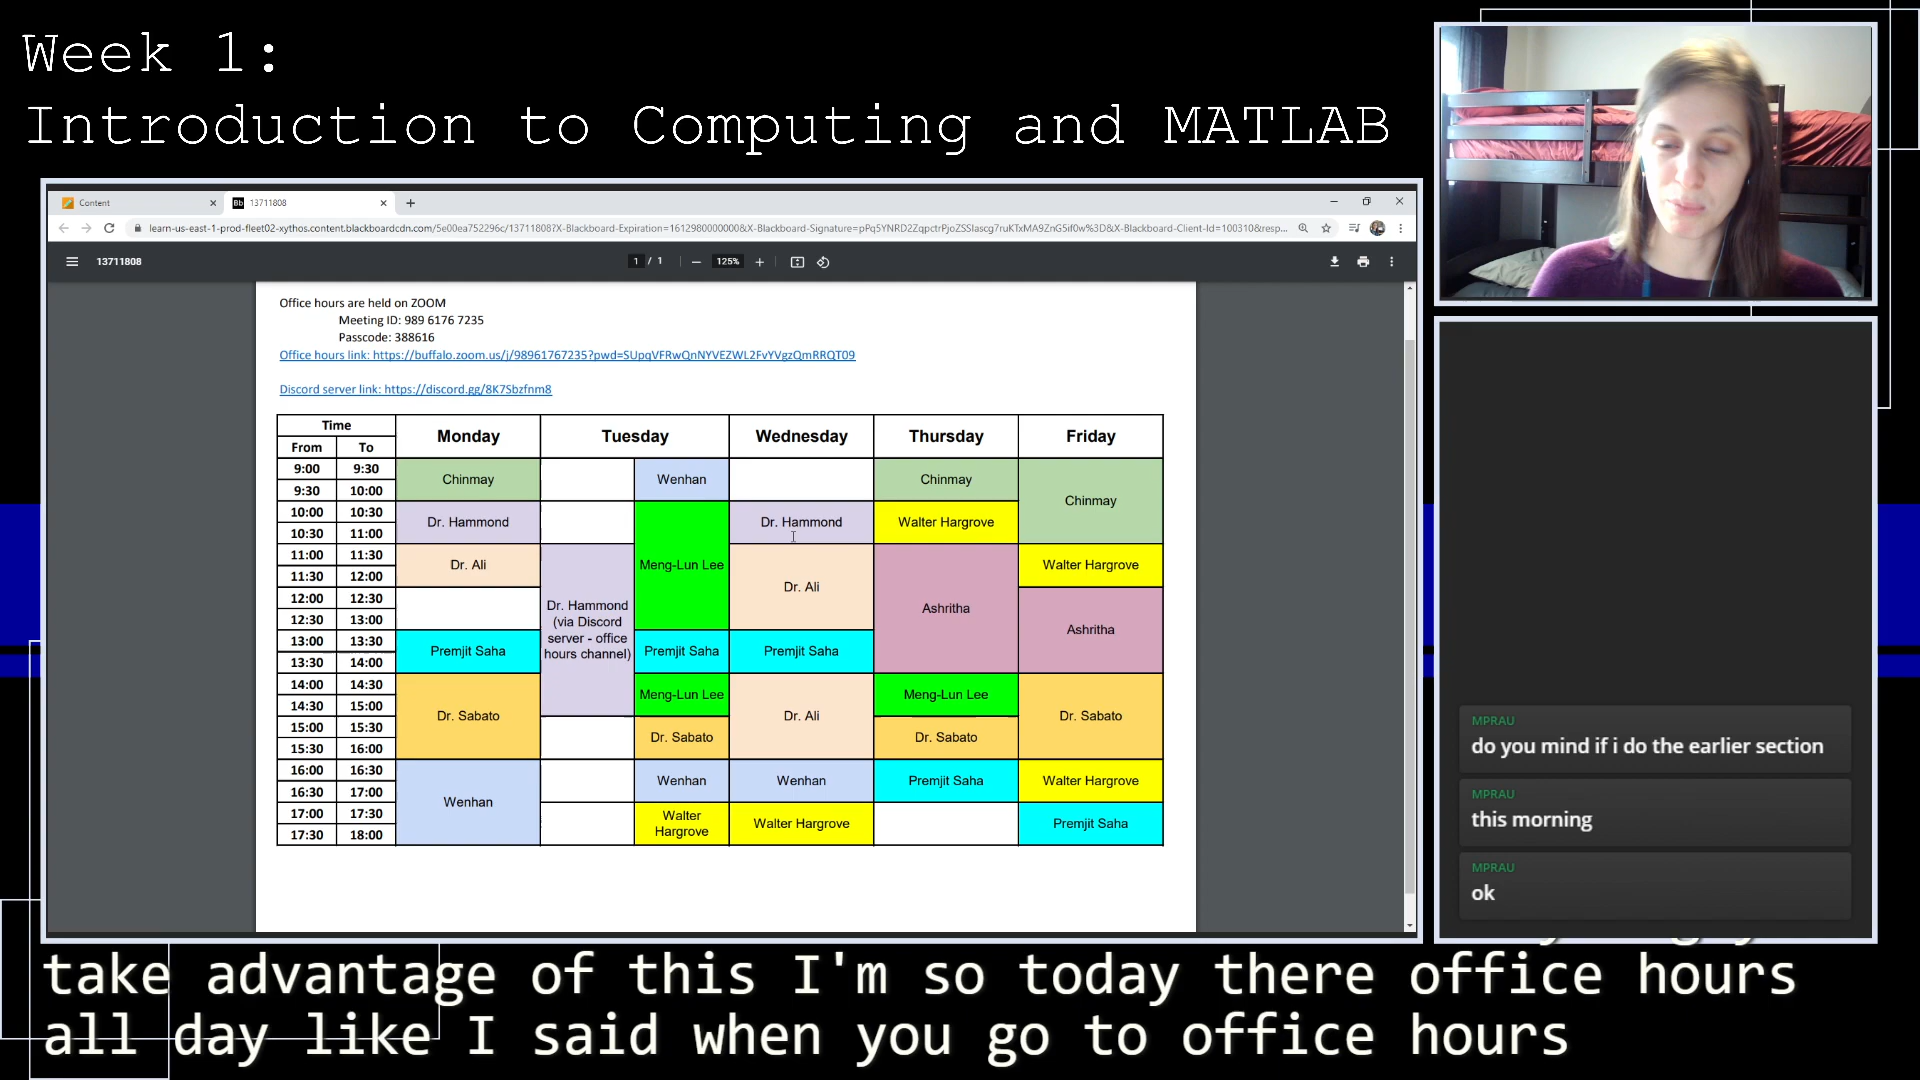 Week 1:
Introduction to Computing and MATLAB
Content
Bb 13711808
13711808
1 / 1
125%
Office hours are held on ZOOM
Meeting ID: 989 6176 7235
Passcode: 388616
Office hours link: https://buffalo.zoom.us/j/98961767235?pwd=SUpqVFRwQnNYVEZWL2FvYVgzQmRRQT09
Discord server link: https://discord.gg/8K7Sbzfnm8
Time Monday Tuesday Wednesday Thursday Friday
From To
9:00 9:30 Chinmay Wenhan Chinmay
9:30 10:00 Chinmay
10:00 10:30 Dr. Hammond Dr. Hammond Walter Hargrove
10:30 11:00
11:00 11:30 Dr. Ali Meng-Lun Lee Walter Hargrove
11:30 12:00 Dr. Ali
12:00 12:30 Dr. Hammond Ashritha
12:30 13:00 (via Discord Ashritha
13:00 13:30 server - office Premjit Saha Premjit Saha Premjit Saha
13:30 14:00 hours channel)
14:00 14:30 Meng-Lun Lee Meng-Lun Lee
14:30 15:00 Dr. Sabato Dr. Ali Dr. Sabato
15:00 15:30 Dr. Sabato Dr. Sabato
15:30 16:00
16:00 16:30 Wenhan Wenhan Premjit Saha Walter Hargrove
16:30 17:00 Wenhan
17:00 17:30 Walter Hargrove Walter Hargrove Premjit Saha
17:30 18:00
MPRAU
do you mind if i do the earlier section
MPRAU
this morning
MPRAU
ok
take advantage of this I'm so today there office hours
all day like I said when you go to office hours